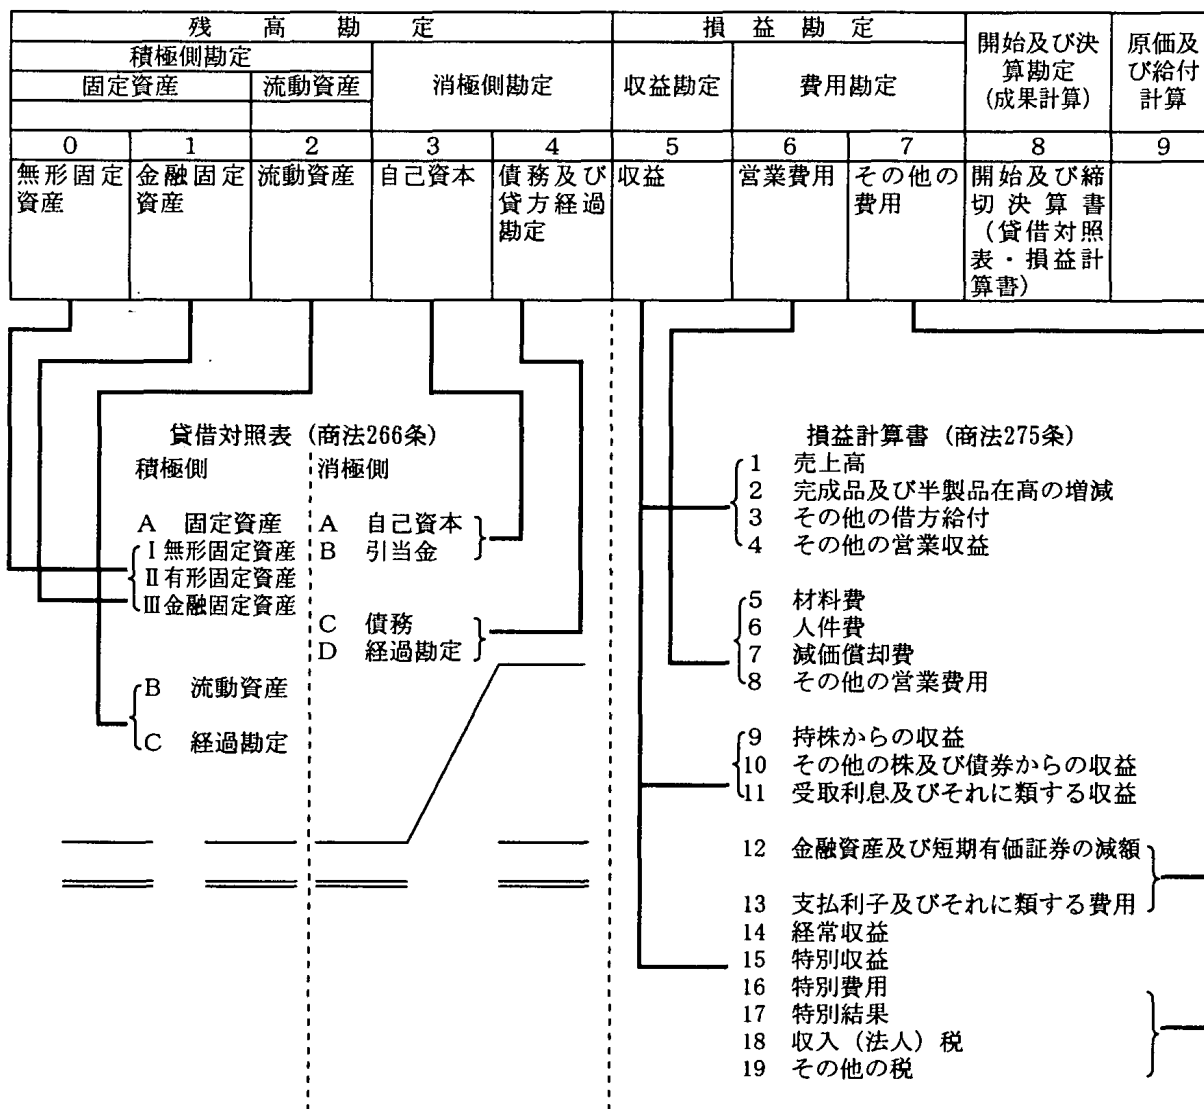 残高勘定
損益勘定
開始及び決算勘定(成果計算)
原価及び給付計算
積極側勘定
消極側勘定
収益勘定
費用勘定
固定資産
流動資産
0
1
2
3
4
5
6
7
8
9
無形固定資産
金融固定資産
流動資産
自己資本
債務及び貸方経過勘定
収益
営業費用
その他の費用
開始及び締切決算書(貸借対照表・損益計算書)
貸借対照表(商法266条)
積極側
消極側
A 固定資産
I 無形固定資産
Ⅱ有形固定資産
Ⅲ金融固定資産
B 流動資産
C 経過勘定
A 自己資本
B 引当金
C 債務
D 経過勘定
損益計算書(商法275条)
1 売上高
2 完成品及び半製品在高の増減
3 その他の借方給付
4 その他の営業収益
5 材料費
6 人件費
7 減価償却費
8 その他の営業費用
9 持株からの収益
10 その他の株及び債券からの収益
11 受取利息及びそれに類する収益
12 金融資産及び短期有価証券の減額
13 支払利子及びそれに類する費用
14 経常収益
15 特別収益
16 特別費用
17 特別結果
18 収入(法人)税
19 その他の税